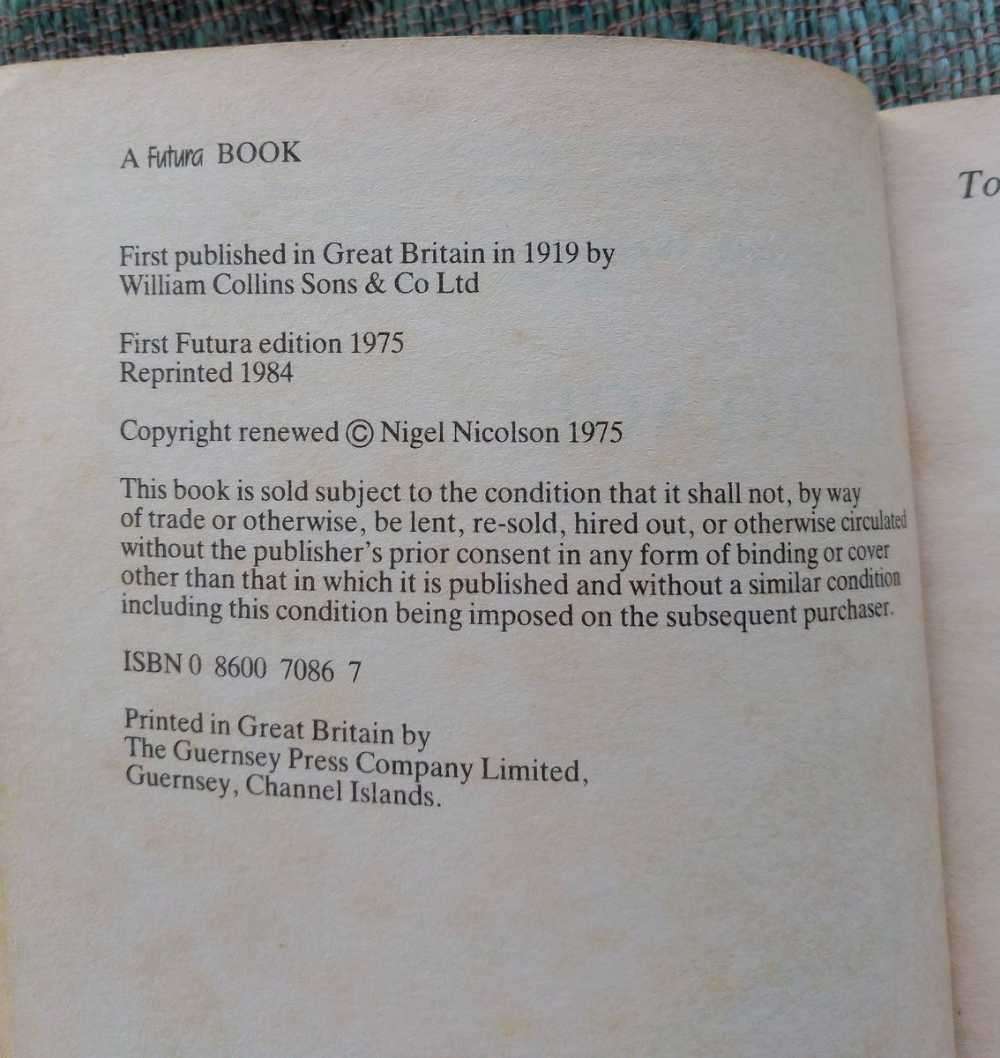 A Futura BOOK
First published in Great Britain in 1919 by
William Collins Sons & Co Ltd
First Futura edition 1975
Reprinted 1984
Copyright renewed © Nigel Nicolson 1975
This book is sold subject to the condition that it shall not, by way
of trade or otherwise, be lent, re-sold, hired out, or otherwise circulated
without the publisher's prior consent in any form of binding or cover
other than that in which it is published and without a similar condition
including this condition being imposed on the subsequent purchaser.
ISBN 0 8600 7086 7
Printed in Great Britain by
The Guernsey Press Company Limited,
Guernsey, Channel Islands.
To